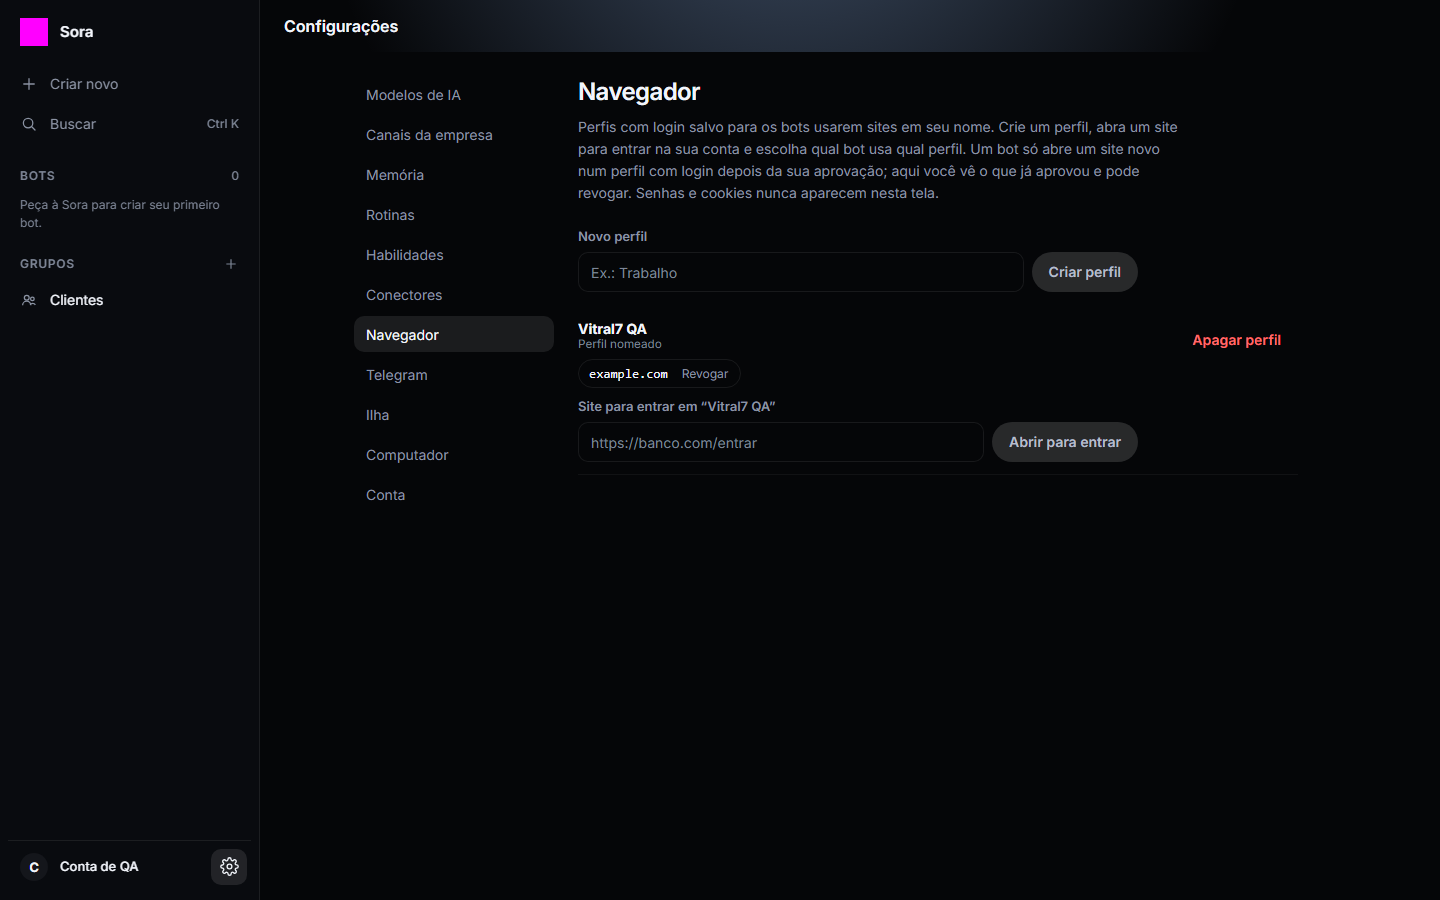 Sora
Criar novo
Buscar Ctrl K
BOTS 0
Peça à Sora para criar seu primeiro
bot.
GRUPOS
Clientes
C Conta de QA
Configurações
Modelos de IA
Canais da empresa
Memória
Rotinas
Habilidades
Conectores
Navegador
Telegram
Ilha
Computador
Conta
Navegador
Perfis com login salvo para os bots usarem sites em seu nome. Crie um perfil, abra um site
para entrar na sua conta e escolha qual bot usa qual perfil. Um bot só abre um site novo
num perfil com login depois da sua aprovação; aqui você vê o que já aprovou e pode
revogar. Senhas e cookies nunca aparecem nesta tela.
Novo perfil
Ex.: Trabalho Criar perfil
Vitral7 QA
Perfil nomeado
Apagar perfil
example.com Revogar
Site para entrar em “Vitral7 QA”
https://banco.com/entrar Abrir para entrar